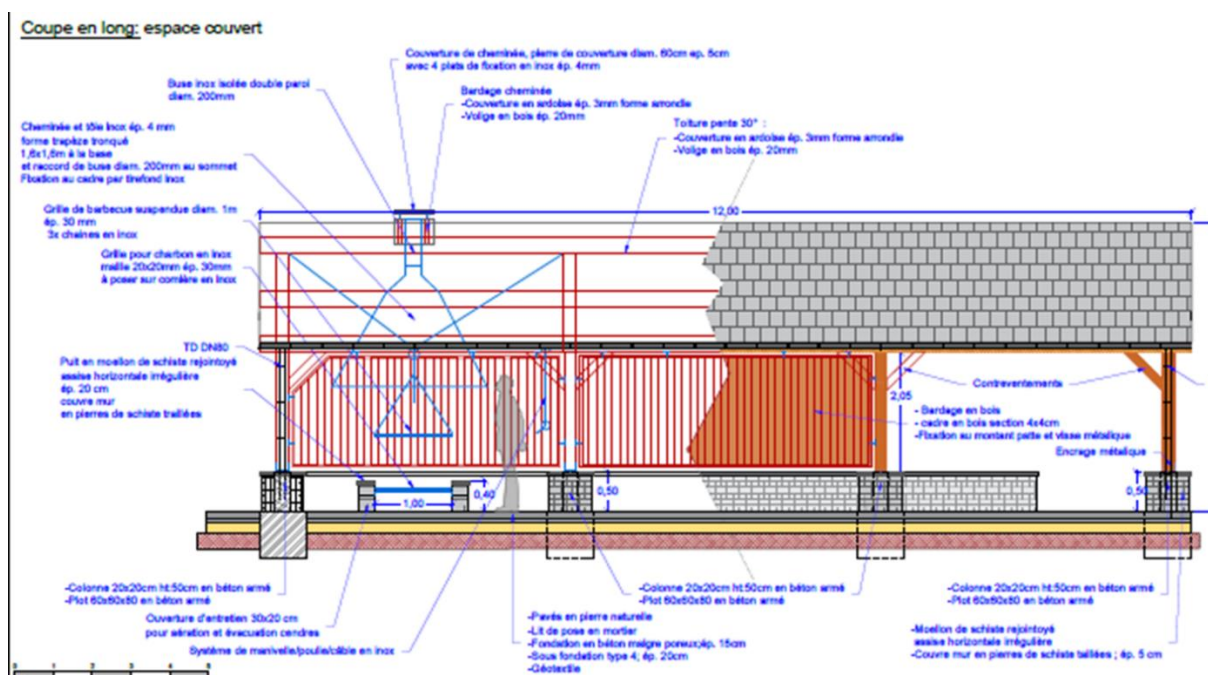 Coupe en long: espace couvert
Couverture de cheminée, pierre de couverture diam. 60cm ep. 5cm
avec 4 plats de fixation en inox ép. 4mm
Buse inox isolée double paroi
diam. 200mm
Bardage cheminée
-Couverture en ardoise ép. 3mm forme arrondie
-Volige en bois ép. 20mm
Cheminée et tôle Inox ép. 4 mm
forme trapèze tronqué
1,6x1,6m à la base
et raccord de buse diam. 200mm au sommet
Fixation au cadre par tirefond inox
Toiture pente 30° :
-Couverture en ardoise ép. 3mm forme arrondie
-Volige en bois ép. 20mm
Grille de barbecue suspendue diam. 1m
ép. 30 mm
3x chaines en inox
12,00
Grille pour charbon en Inox
maille 20x20mm ép. 30mm
à poser sur cornière en Inox
TD DN80
Puit en moellon de schiste rejointoyé
assise horizontale irrégulière
ép. 20 cm
couvre mur
en pierres de schiste traillées
Contreventements
2,05
- Bardage en bois
- cadre en bois section 4x4cm
-Fixation au montant patte et visse métalique
Encrage métalique
0,40
0,50
0,50
1,00
-Colonne 20x20cm ht:50cm en béton armé
-Plot 60x60x80 en béton armé
-Colonne 20x20cm ht:50cm en béton armé
-Plot 60x60x80 en béton armé
-Colonne 20x20cm ht:50cm en béton armé
-Plot 60x60x80 en béton armé
Ouverture d'entretien 30x20 cm
pour aération et évacuation cendres
Système de manivelle/poulie/câble en inox
-Pavés en pierre naturelle
-Lit de pose en mortier
-Fondation en béton maigre poreux;ép. 15cm
-Sous fondation type 4; ép. 20cm
-Géotextile
-Moellon de schiste rejointoyé
assise horizontale irrégulière
-Couvre mur en pierres de schiste taillées ; ép. 5 cm